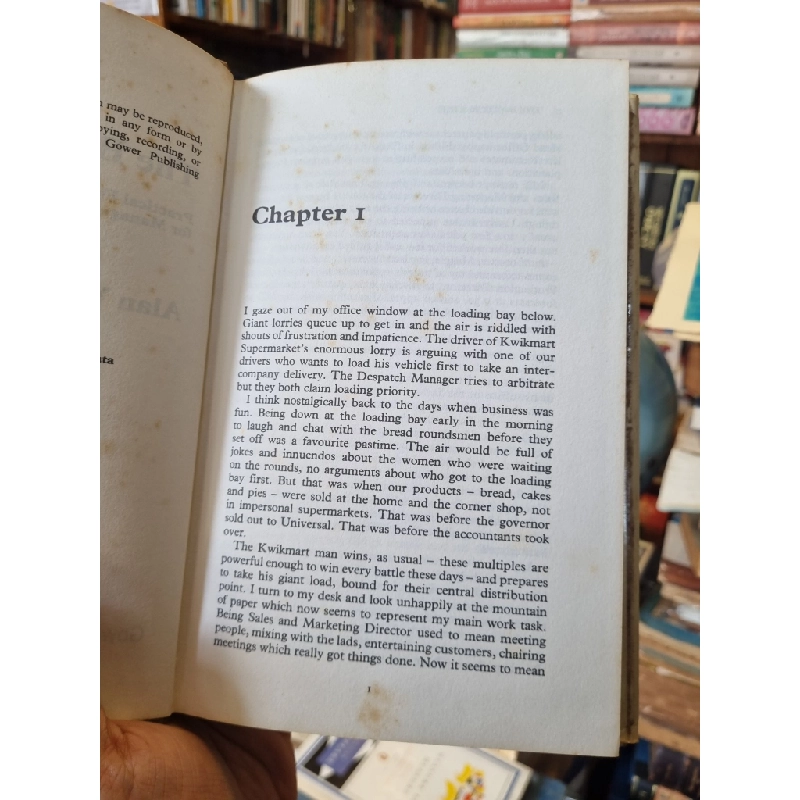 n may be reproduced,
in any form or by
ying, recording, or
Gower Publishing
Alan
ata
Chapter 1
I gaze out of my office window at the loading bay below.
Giant lorries queue up to get in and the air is riddled with
shouts of frustration and impatience. The driver of Kwikmart
Supermarket's enormous lorry is arguing with one of our
drivers who wants to load his vehicle first to take an inter-
company delivery. The Despatch Manager tries to arbitrate
but they both claim loading priority.
I think nostalgically back to the days when business was
fun. Being down at the loading bay early in the morning
to laugh and chat with the bread roundsmen before they
set off was a favourite pastime. The air would be full of
jokes and innuendos about the women who were waiting
on the rounds, no arguments about who got to the loading
bay first. But that was when our products – bread, cakes
and pies – were sold at the home and the corner shop, not
in impersonal supermarkets. That was before the governor
sold out to Universal. That was before the accountants took
over.
The Kwikmart man wins, as usual – these multiples are
powerful enough to win every battle these days – and prepares
to take his giant load, bound for their central distribution
point. I turn to my desk and look unhappily at the mountain
of paper which now seems to represent my main work task.
Being Sales and Marketing Director used to mean meeting
people, mixing with the lads, entertaining customers, chairing
meetings which really got things done. Now it seems to mean
1